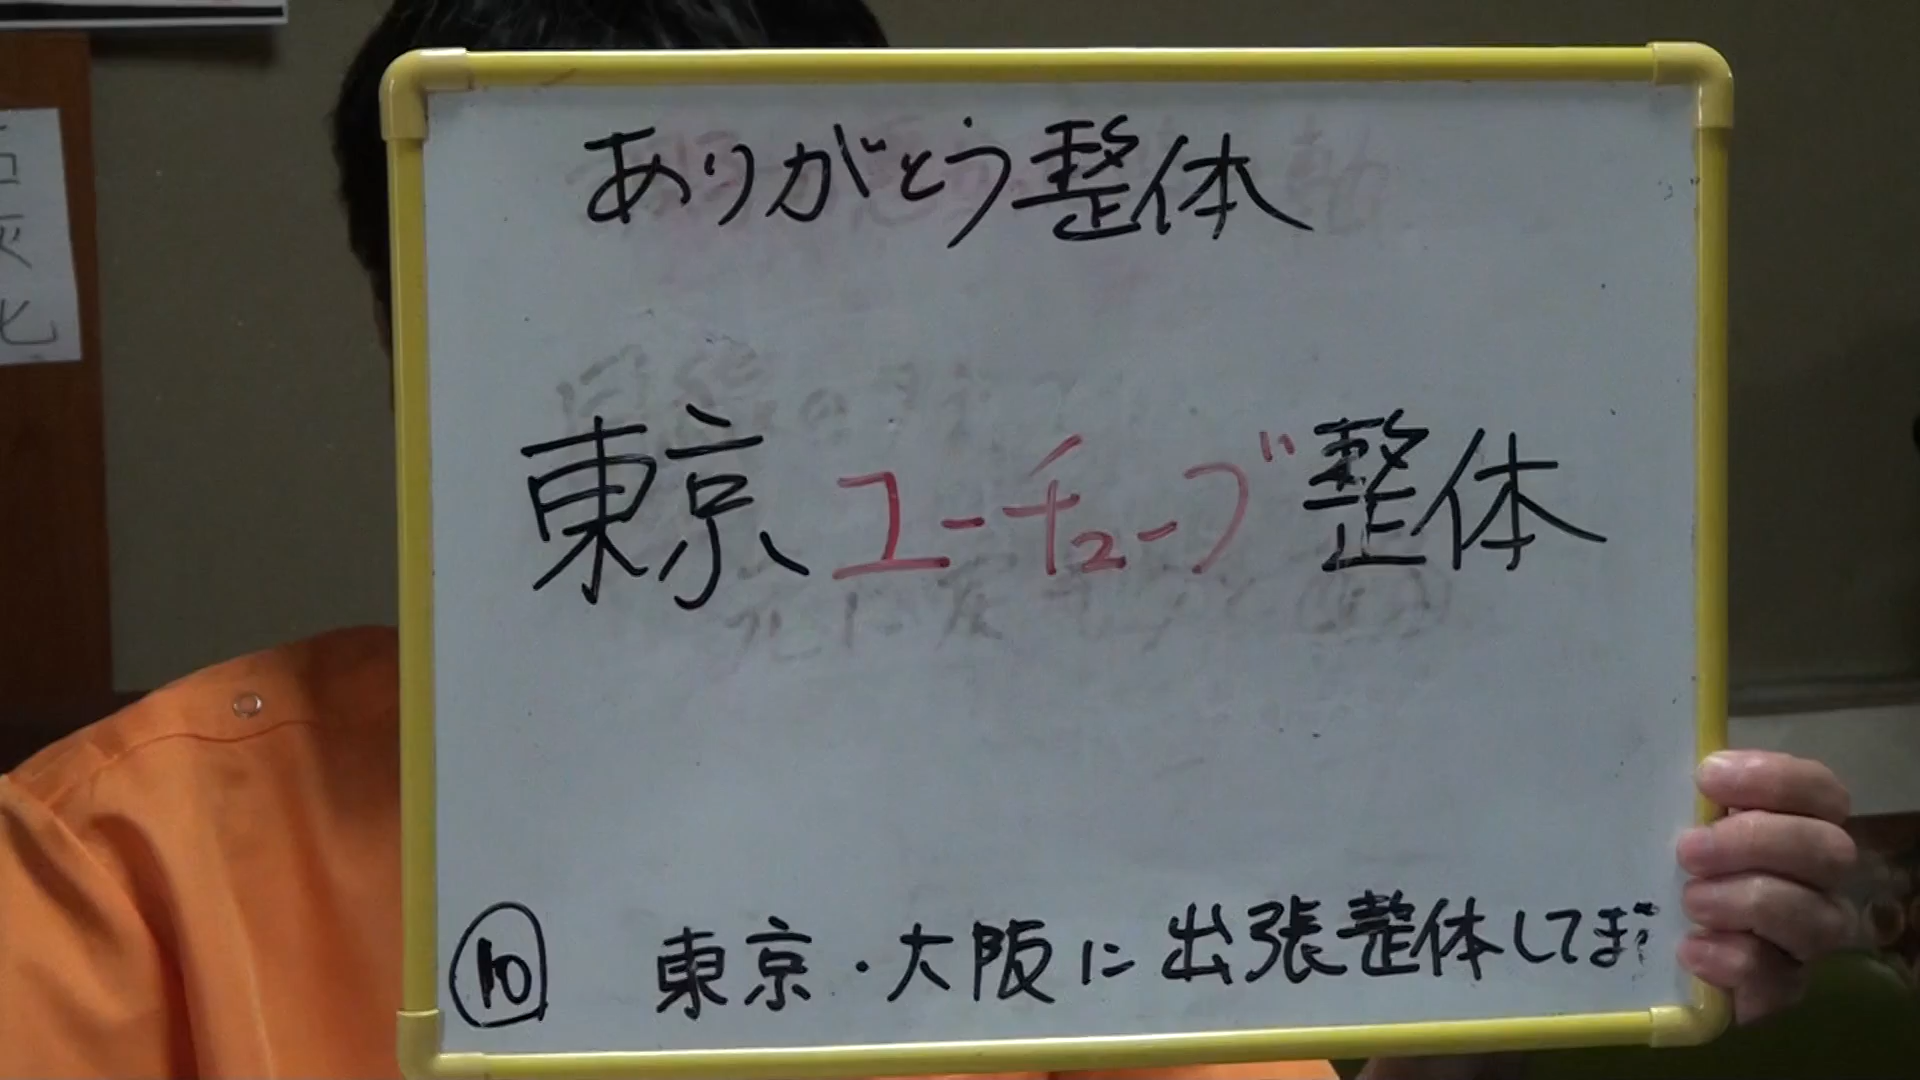 ありがとう整体
東京ユーチューブ整体
⑩ 東京・大阪に出張整体してます